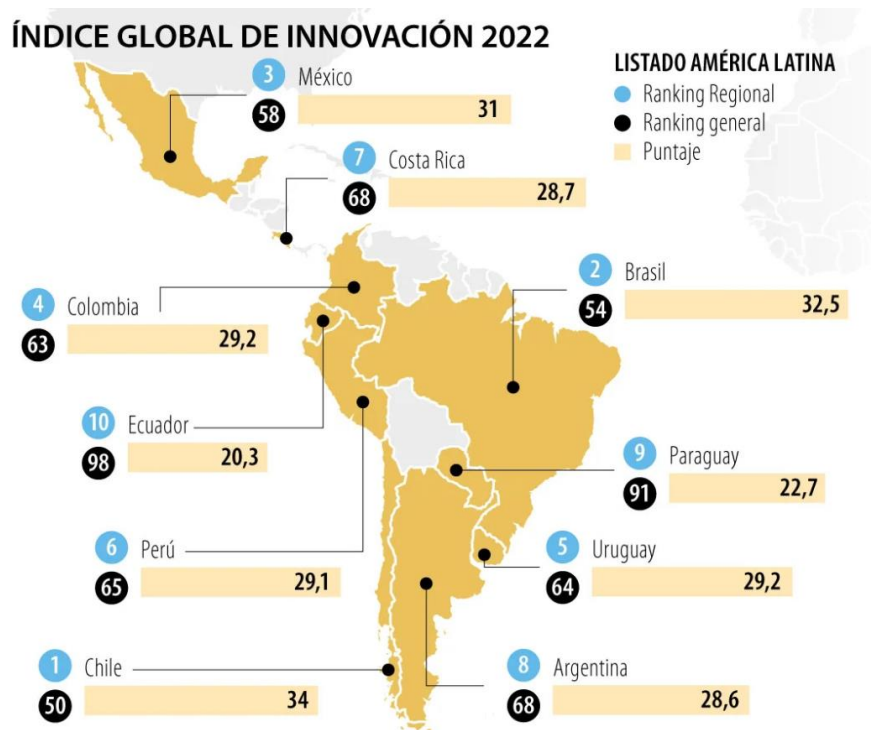 ÍNDICE GLOBAL DE INNOVACIÓN 2022
LISTADO AMÉRICA LATINA
Ranking Regional
Ranking general
Puntaje
3 México
58 31
7 Costa Rica
68 28,7
2 Brasil
54 32,5
4 Colombia
63 29,2
10 Ecuador
98 20,3
9 Paraguay
91 22,7
6 Perú
65 29,1
5 Uruguay
64 29,2
1 Chile
50 34
8 Argentina
68 28,6